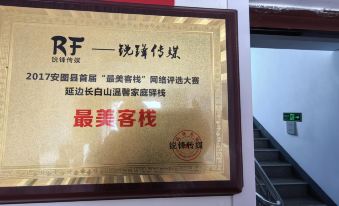 RF
锐锋传媒
锐锋传媒
2017安图县首届“最美客栈”网络评选大赛
延边长白山温馨家庭驿栈
最美客栈
锐锋传媒